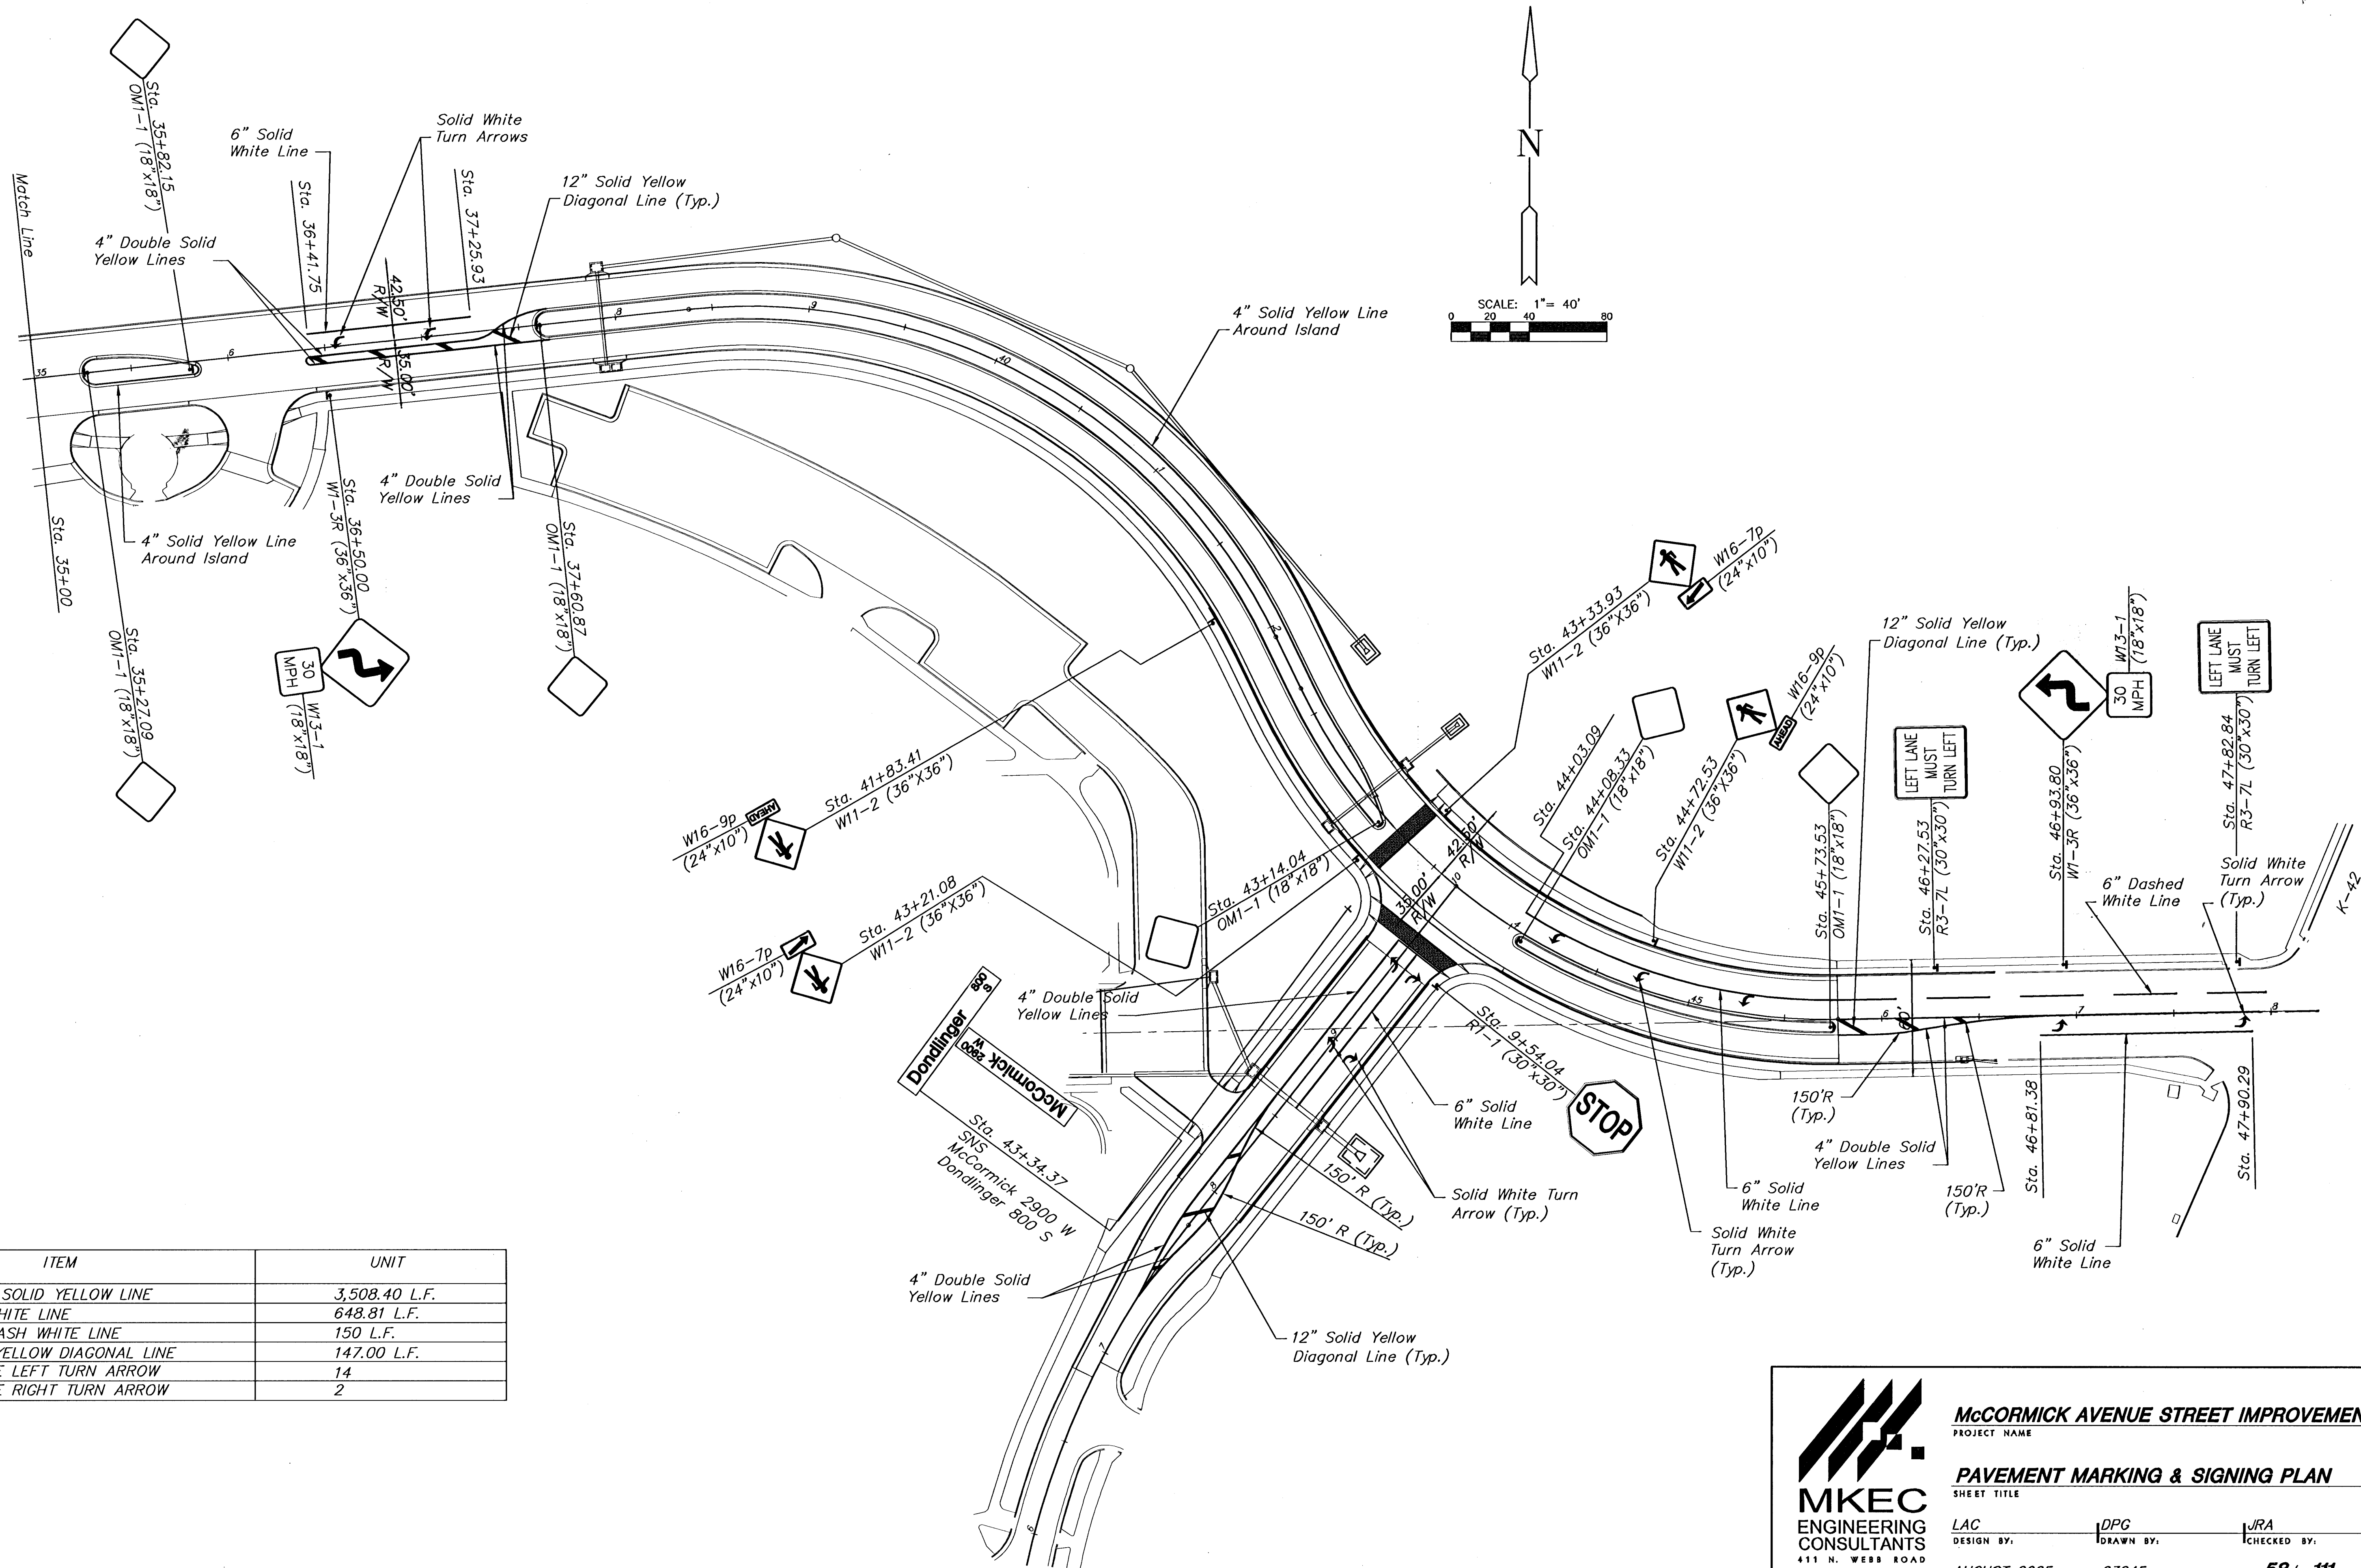 Match Line
Sta. 35+00
Sta. 35+82.15
OM1-1 (18"x18")
6" Solid
White Line
Solid White
Turn Arrows
4" Double Solid
Yellow Lines
Sta. 36+41.75
Sta. 37+25.93
42.50'
R/W
35.00'
R/W
12" Solid Yellow
Diagonal Line (Typ.)
N
SCALE: 1"= 40'
0 20 40 80
4" Solid Yellow Line
Around Island
35
6
8
9
40
1
2
4" Solid Yellow Line
Around Island
4" Double Solid
Yellow Lines
Sta. 35+27.09
OM1-1 (18"x18")
Sta. 36+50.00
W1-3R (36"x36")
30
MPH
W13-1
(18"x18")
Sta. 37+60.87
OM1-1 (18"x18")
Sta. 41+83.41
W11-2 (36"X36")
W16-9p
(24"x10")
AHEAD
Sta. 43+21.08
W11-2 (36"X36")
W16-7p
(24"x10")
Sta. 43+14.04
OM1-1 (18"x18")
Sta. 43+33.93
W11-2 (36"X36")
W16-7p
(24"x10")
Sta. 44+03.09
Sta. 44+08.33
OM1-1 (18"x18")
Sta. 44+72.53
W11-2 (36"X36")
W16-9p
(24"x10")
AHEAD
12" Solid Yellow
Diagonal Line (Typ.)
Sta. 45+73.53
OM1-1 (18"x18")
LEFT LANE
MUST
TURN LEFT
Sta. 46+27.53
R3-7L (30"x30")
30
MPH
W13-1
(18"x18")
Sta. 46+93.80
W1-3R (36"x36")
LEFT LANE
MUST
TURN LEFT
Sta. 47+82.84
R3-7L (30"x30")
6" Dashed
White Line
Solid White
Turn Arrow
(Typ.)
K-42
42.50'
R/W
35.00'
R/W
10
9
8
7
6
4
45
6
7
8
60'
4" Double Solid
Yellow Lines
Dondlinger 800 S
McCormick 2900 W
Sta. 43+34.37
SNS
McCormick 2900 W
Dondlinger 800 S
Sta. 9+54.04
R1-1 (30"x30")
STOP
6" Solid
White Line
150' R (Typ.)
150' R (Typ.)
Solid White Turn
Arrow (Typ.)
4" Double Solid
Yellow Lines
12" Solid Yellow
Diagonal Line (Typ.)
6" Solid
White Line
Solid White
Turn Arrow
(Typ.)
150'R
(Typ.)
4" Double Solid
Yellow Lines
150'R
(Typ.)
Sta. 46+81.38
6" Solid
White Line
Sta. 47+90.29
ITEM UNIT
SOLID YELLOW LINE 3,508.40 L.F.
HITE LINE 648.81 L.F.
ASH WHITE LINE 150 L.F.
YELLOW DIAGONAL LINE 147.00 L.F.
E LEFT TURN ARROW 14
E RIGHT TURN ARROW 2
MKEC
ENGINEERING
CONSULTANTS
411 N. WEBB ROAD
McCORMICK AVENUE STREET IMPROVEMEN
PROJECT NAME
PAVEMENT MARKING & SIGNING PLAN
SHEET TITLE
LAC DPG JRA
DESIGN BY: DRAWN BY: CHECKED BY: